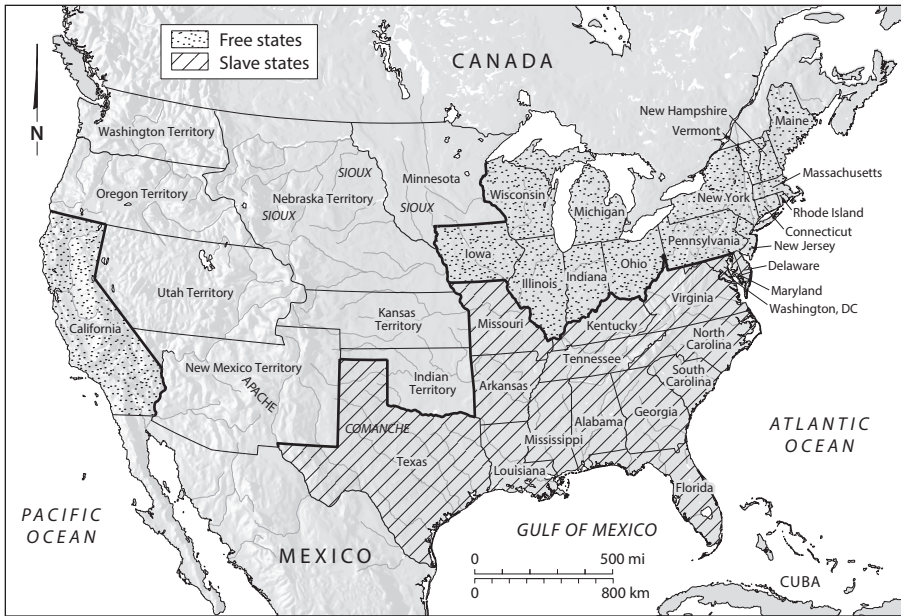 Free states
Slave states
N
CANADA
New Hampshire
Vermont
Maine
Washington Territory
Massachusetts
Oregon Territory
SIOUX
Nebraska Territory
SIOUX
Minnesota
SIOUX
Wisconsin
Michigan
New York
Rhode Island
Connecticut
New Jersey
Pennsylvania
Iowa
Ohio
Illinois
Indiana
Delaware
Maryland
Washington, DC
Utah Territory
California
Kansas
Territory
Missouri
Kentucky
Virginia
North
Carolina
Tennessee
South
Carolina
New Mexico Territory
APACHE
Indian
Territory
Arkansas
COMANCHE
Texas
Mississippi
Alabama
Georgia
Louisiana
Florida
ATLANTIC
OCEAN
PACIFIC
OCEAN
MEXICO
GULF OF MEXICO
0 500 mi
0 800 km
CUBA